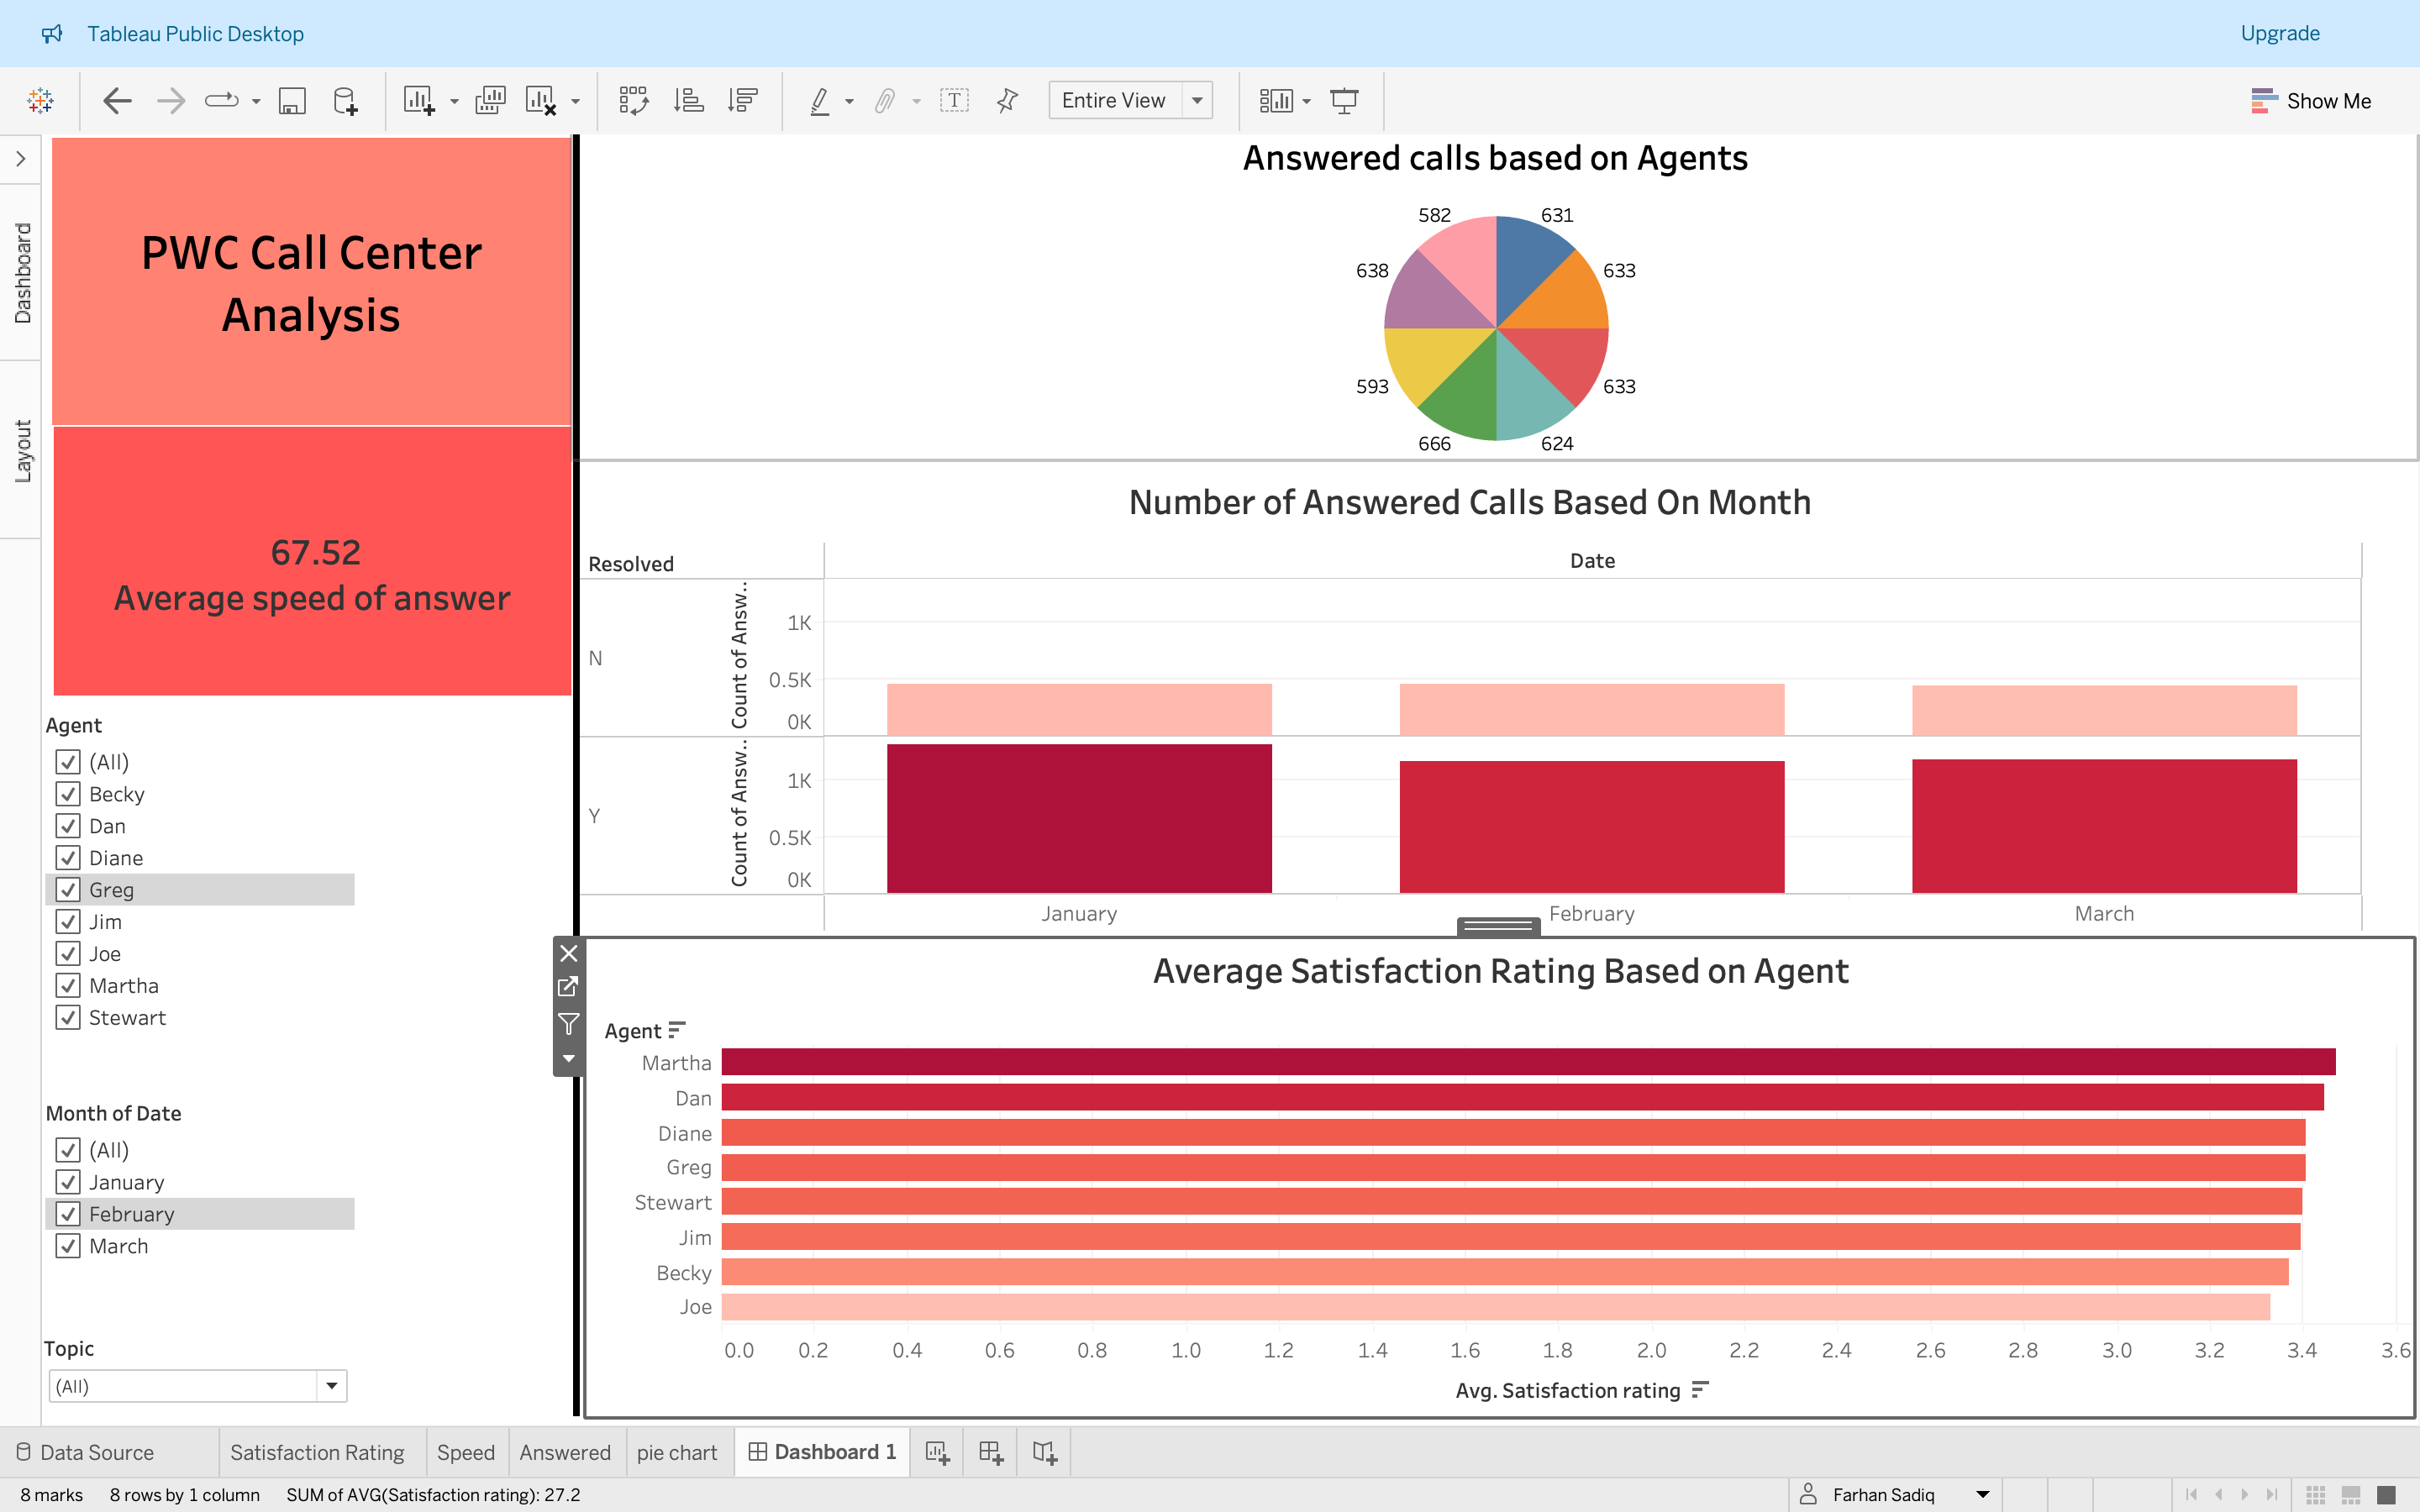 Tableau Public Desktop
Upgrade
Entire View
Show Me
Dashboard
Layout
PWC Call Center
Analysis
67.52
Average speed of answer
Agent
(All)
Becky
Dan
Diane
Greg
Jim
Joe
Martha
Stewart
Month of Date
(All)
January
February
March
Topic
(All)
Answered calls based on Agents
582
631
638
633
593
633
666
624
Number of Answered Calls Based On Month
Resolved
Date
N
Count of Answ..
1K
0.5K
0K
Y
Count of Answ..
1K
0.5K
0K
January
February
March
Average Satisfaction Rating Based on Agent
Agent
Martha
Dan
Diane
Greg
Stewart
Jim
Becky
Joe
0.0 0.2 0.4 0.6 0.8 1.0 1.2 1.4 1.6 1.8 2.0 2.2 2.4 2.6 2.8 3.0 3.2 3.4 3.6
Avg. Satisfaction rating
Data Source
Satisfaction Rating
Speed
Answered
pie chart
Dashboard 1
8 marks
8 rows by 1 column
SUM of AVG(Satisfaction rating): 27.2
Farhan Sadiq